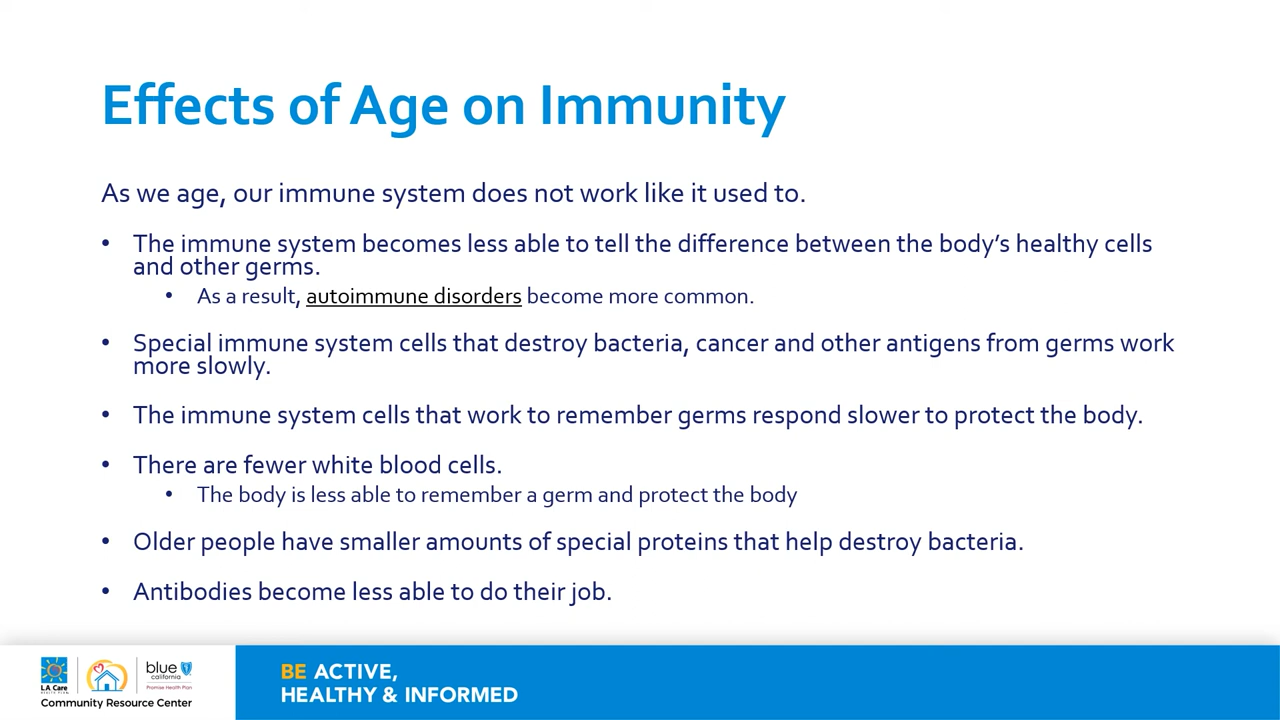 Effects of Age on Immunity
As we age, our immune system does not work like it used to.
• The immune system becomes less able to tell the difference between the body's healthy cells
and other germs.
• As a result, autoimmune disorders become more common.
• Special immune system cells that destroy bacteria, cancer and other antigens from germs work
more slowly.
• The immune system cells that work to remember germs respond slower to protect the body.
• There are fewer white blood cells.
• The body is less able to remember a germ and protect the body
• Older people have smaller amounts of special proteins that help destroy bacteria.
• Antibodies become less able to do their job.
L.A. Care
HEALTH PLAN
blue
california
Promise Health Plan
Community Resource Center
BE ACTIVE,
HEALTHY & INFORMED